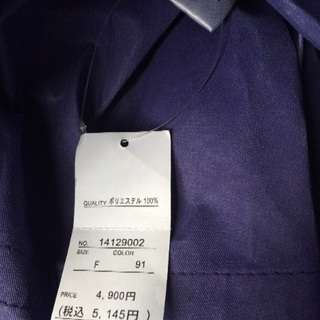 QUALITY ポリエステル 100%
NO. 14129002
SIZE COLOR
F 91
PRICE 4,900円
(税込 5,145円)